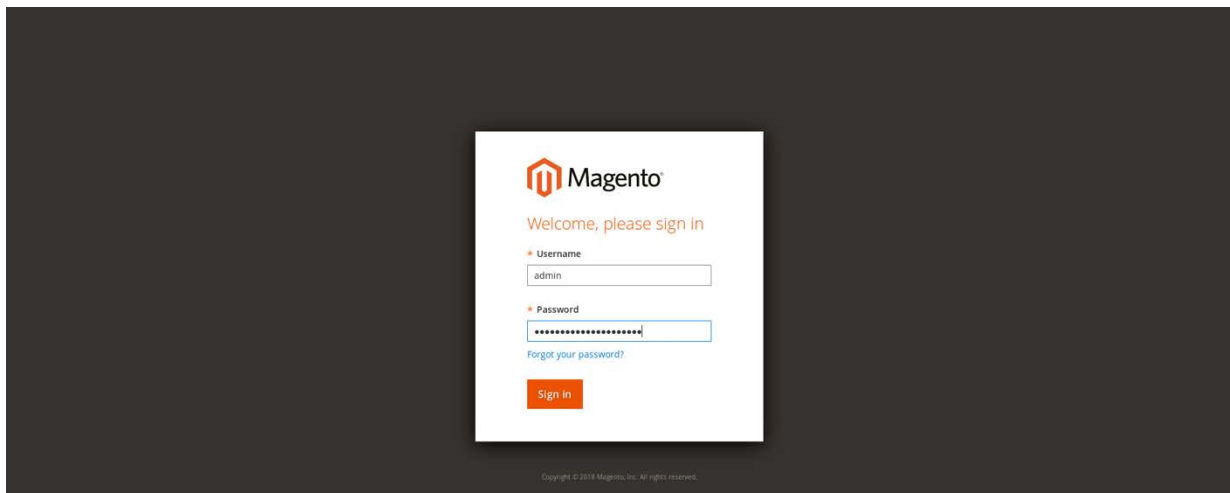 Magento
Welcome, please sign in
* Username
admin
* Password
•••••••••••••••••••••
Forgot your password?
Sign in
Copyright © 2018 Magento, Inc. All rights reserved.